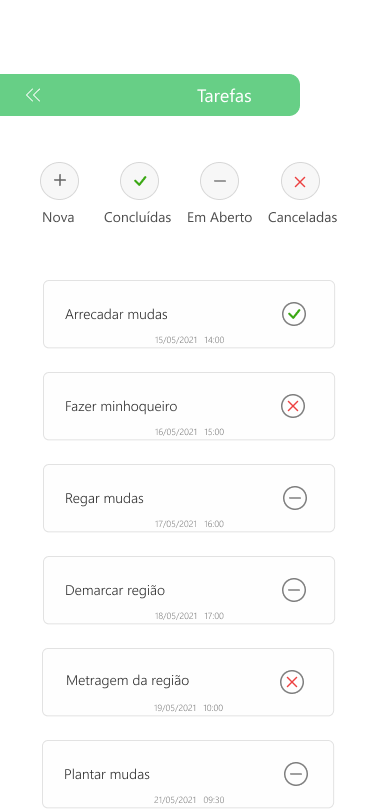 Tarefas
Nova Concluídas Em Aberto Canceladas
Arrecadar mudas
15/05/2021 14:00
Fazer minhoqueiro
16/05/2021 15:00
Regar mudas
17/05/2021 16:00
Demarcar região
18/05/2021 17:00
Metragem da região
19/05/2021 10:00
Plantar mudas
21/05/2021 09:30